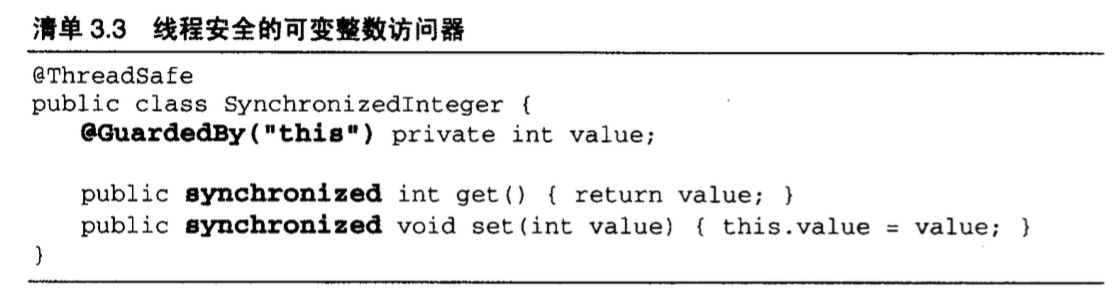 清单 3.3 线程安全的可变整数访问器
@ThreadSafe
public class SynchronizedInteger {
    @GuardedBy("this") private int value;
    public synchronized int get() { return value; }
    public synchronized void set(int value) { this.value = value; }
}